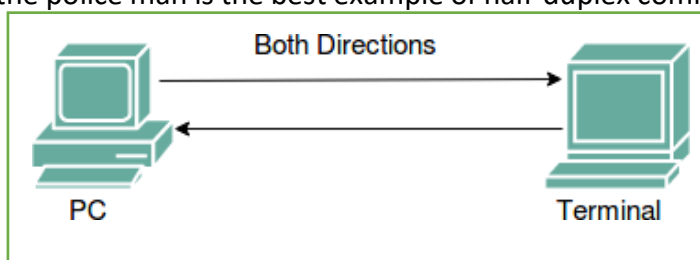 the police man is the best example of half duplex com
Both Directions
PC
Terminal